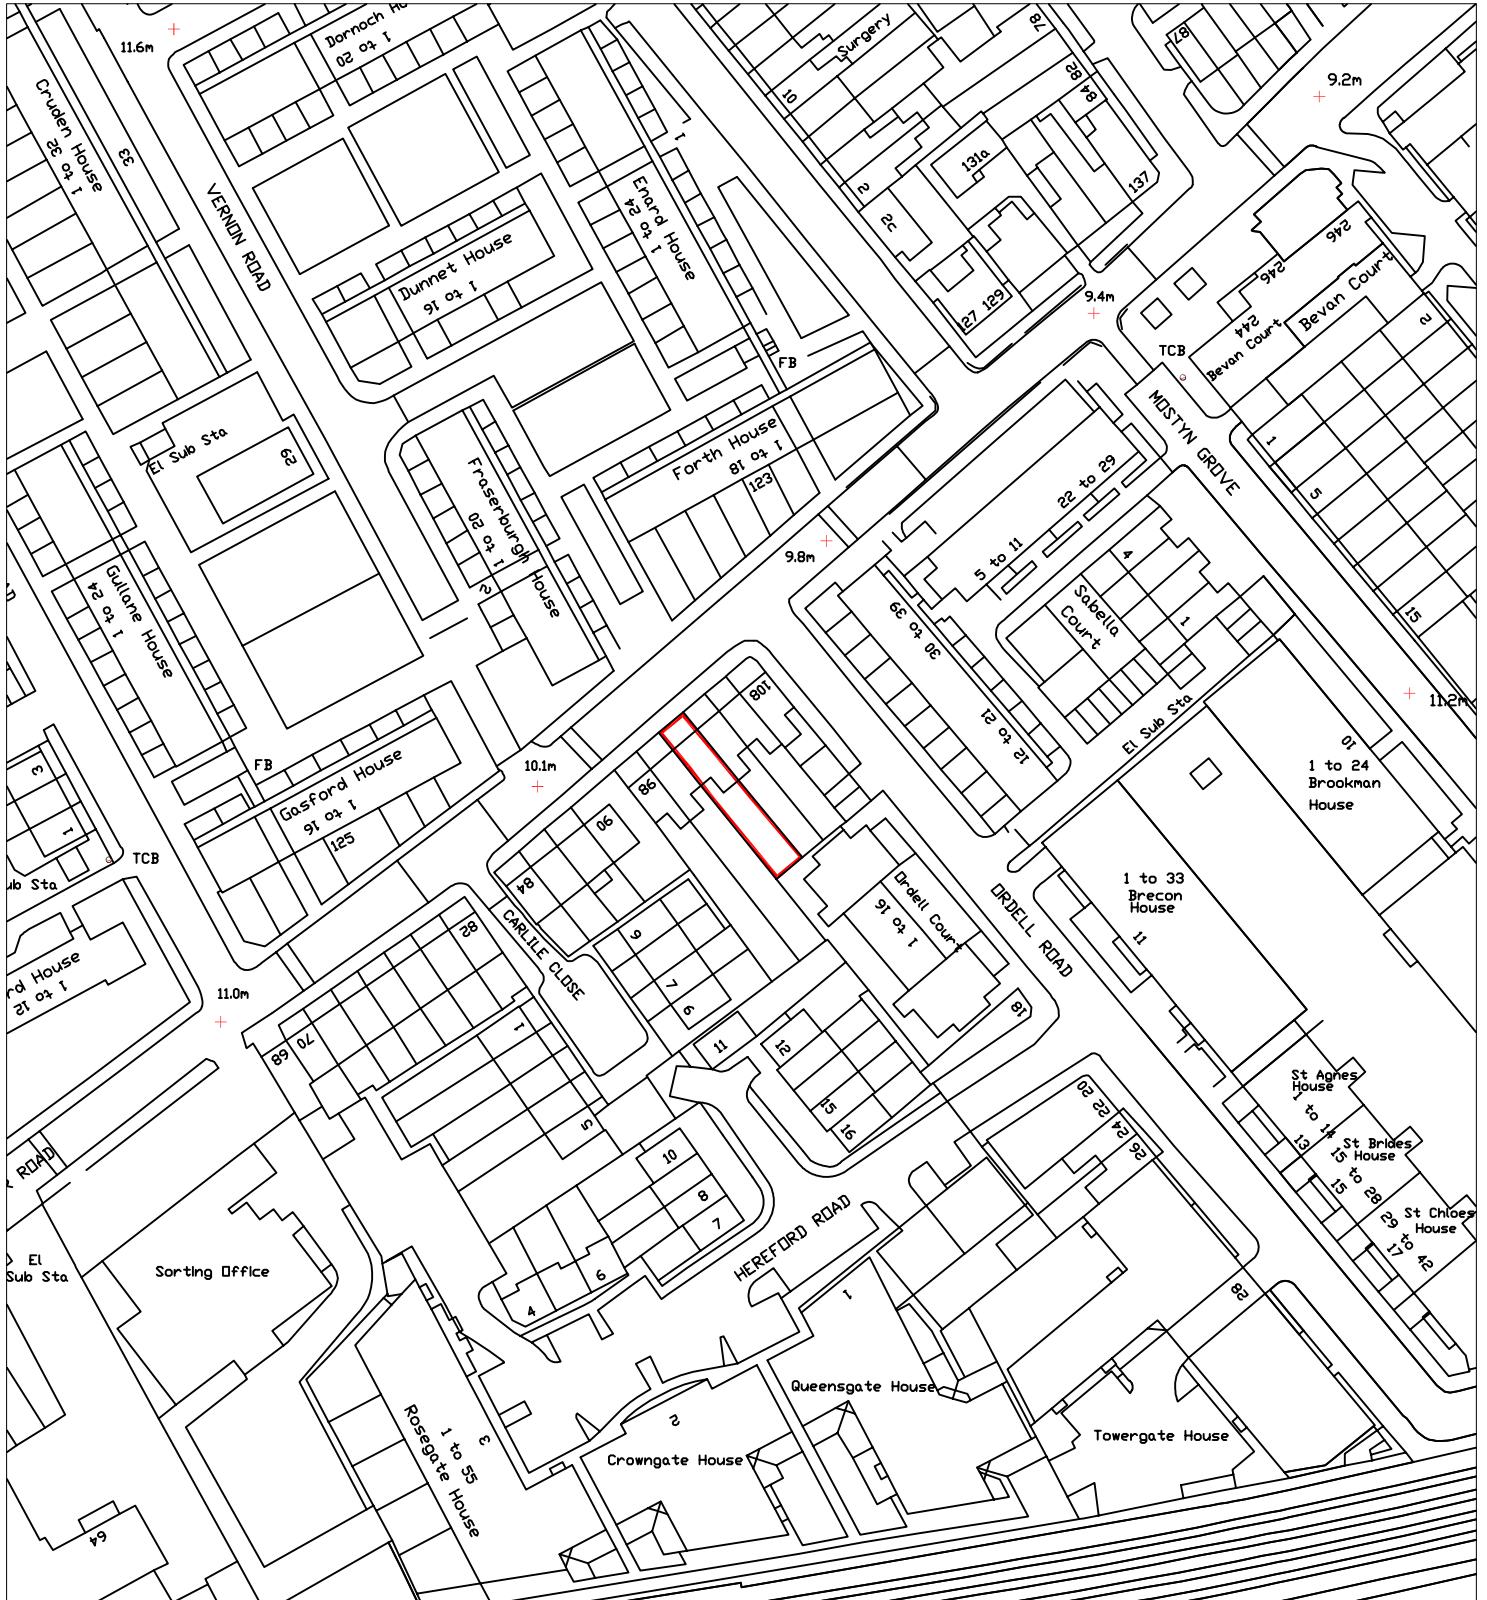 11.6m
Cruden House
1 to 32
33
VERNON ROAD
Dornoch Ho
1 to 20
Surgery
10
2
2c
78
82
84
87
131a
137
9.2m
Enard House
1 to 24
1
Dunnet House
1 to 16
27 129
9.4m
246
246
244
Bevan Court
Bevan Court
2
TCB
MOSTYN GROVE
FB
El Sub Sta
62
Forth House
1 to 18
123
Fraserburgh House
1 to 20
2
22 to 29
5 to 11
1
5
15
9.8m
Gullane House
1 to 24
30 to 39
12 to 21
Sabella
Court
4
1
El Sub Sta
11.2m
108
FB
Gasford House
1 to 16
125
10.1m
98
90
84
3
1
TCB
ub Sta
10
1 to 24
Brookman
House
1 to 33
Brecon
House
11
Ordell Court
1 to 16
ORDELL ROAD
CARLILE CLOSE
9
7
6
82
rd House
1 to 12
11.0m
68
70
1
5
11
12
15
16
18
20 22 24 26
St Agnes
House
1 to 14
13
St Brides
House
15 to 28
15
St Chloes
House
29 to 42
17
ROAD
El
Sub Sta
Sorting Office
10
8
7
6
4
HEREFORD ROAD
1
28
Queensgate House
Towergate House
2
Crowngate House
3
Rosegate House
1 to 55
64